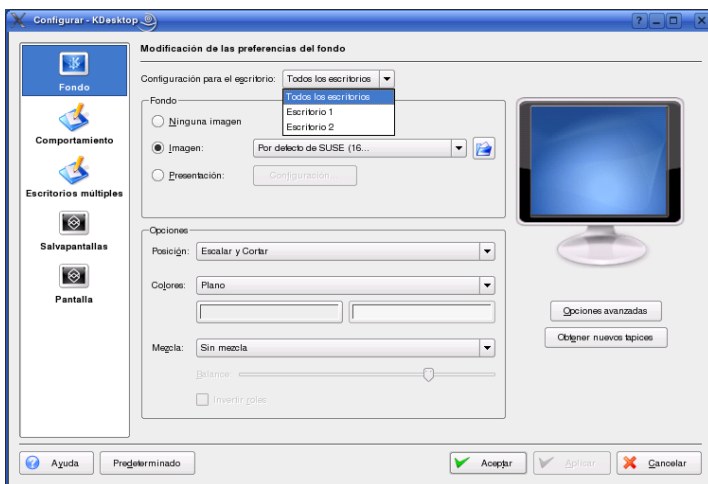 Configurar - KDesktop
Modificación de las preferencias del fondo
Fondo
Comportamiento
Escritorios múltiples
Salvapantallas
Pantalla
Configuración para el escritorio: Todos los escritorios
Todos los escritorios
Escritorio 1
Escritorio 2
Fondo
Ninguna imagen
Imagen: Por defecto de SUSE (16...
Presentación: Configuración...
Opciones
Posición: Escalar y Cortar
Colores: Plano
Mezcla: Sin mezcla
Balance:
Invertir roles
Opciones avanzadas
Obtener nuevos tapices
Ayuda Predeterminado Aceptar Aplicar Cancelar